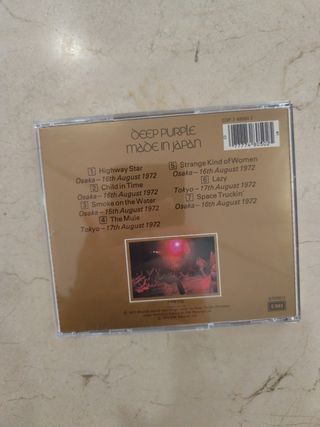 DEEP PURPLE
MADE IN JAPAN
1 Highway Star
Osaka – 16th August 1972
2 Child in Time
Osaka – 16th August 1972
3 Smoke on the Water
Osaka – 15th August 1972
4 The Mule
Tokyo – 17th August 1972
5 Strange Kind of Women
Osaka – 16th August 1972
6 Lazy
Tokyo – 17th August 1972
7 Space Truckin'
Osaka – 16th August 1972
EMI